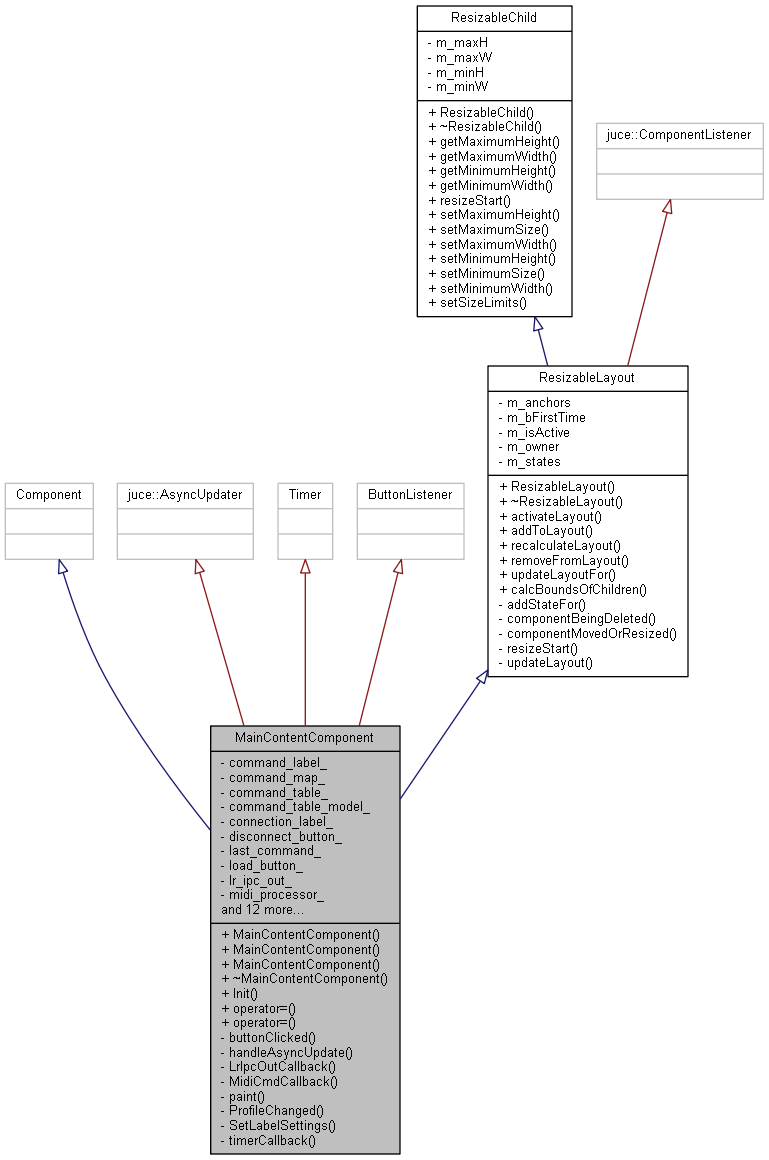 ResizableChild
- m_maxH
- m_maxW
- m_minH
- m_minW
+ ResizableChild()
+ ~ResizableChild()
+ getMaximumHeight()
+ getMaximumWidth()
+ getMinimumHeight()
+ getMinimumWidth()
+ resizeStart()
+ setMaximumHeight()
+ setMaximumSize()
+ setMaximumWidth()
+ setMinimumHeight()
+ setMinimumSize()
+ setMinimumWidth()
+ setSizeLimits()
juce::ComponentListener
ResizableLayout
- m_anchors
- m_bFirstTime
- m_isActive
- m_owner
- m_states
+ ResizableLayout()
+ ~ResizableLayout()
+ activateLayout()
+ addToLayout()
+ recalculateLayout()
+ removeFromLayout()
+ updateLayoutFor()
+ calcBoundsOfChildren()
- addStateFor()
- componentBeingDeleted()
- componentMovedOrResized()
- resizeStart()
- updateLayout()
Component
juce::AsyncUpdater
Timer
ButtonListener
MainContentComponent
- command_label_
- command_map_
- command_table_
- command_table_model_
- connection_label_
- disconnect_button_
- last_command_
- load_button_
- lr_ipc_out_
- midi_processor_
and 12 more...
+ MainContentComponent()
+ MainContentComponent()
+ MainContentComponent()
+ ~MainContentComponent()
+ Init()
+ operator=()
+ operator=()
- buttonClicked()
- handleAsyncUpdate()
- LrIpcOutCallback()
- MidiCmdCallback()
- paint()
- ProfileChanged()
- SetLabelSettings()
- timerCallback()